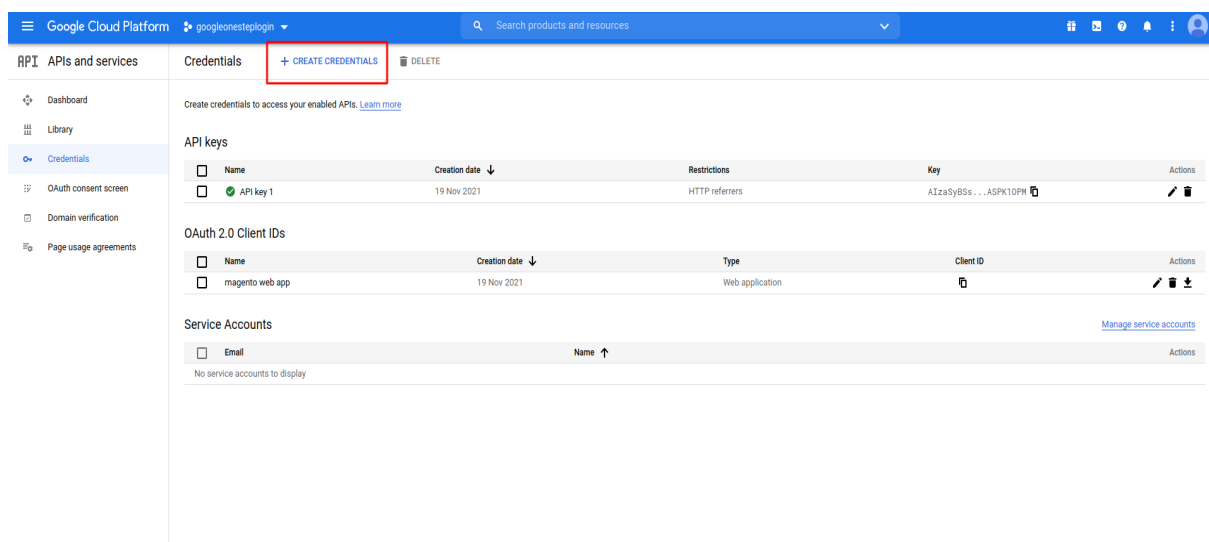 Google Cloud Platform googleonesteplogin Search products and resources
API APIs and services Credentials + CREATE CREDENTIALS DELETE
Dashboard
Library
Credentials
OAuth consent screen
Domain verification
Page usage agreements
Create credentials to access your enabled APIs. Learn more
API keys
Name Creation date Restrictions Key Actions
API key 1 19 Nov 2021 HTTP referrers AIzaSyBSs...ASPK1OPM
OAuth 2.0 Client IDs
Name Creation date Type Client ID Actions
magento web app 19 Nov 2021 Web application
Service Accounts Manage service accounts
Email Name Actions
No service accounts to display